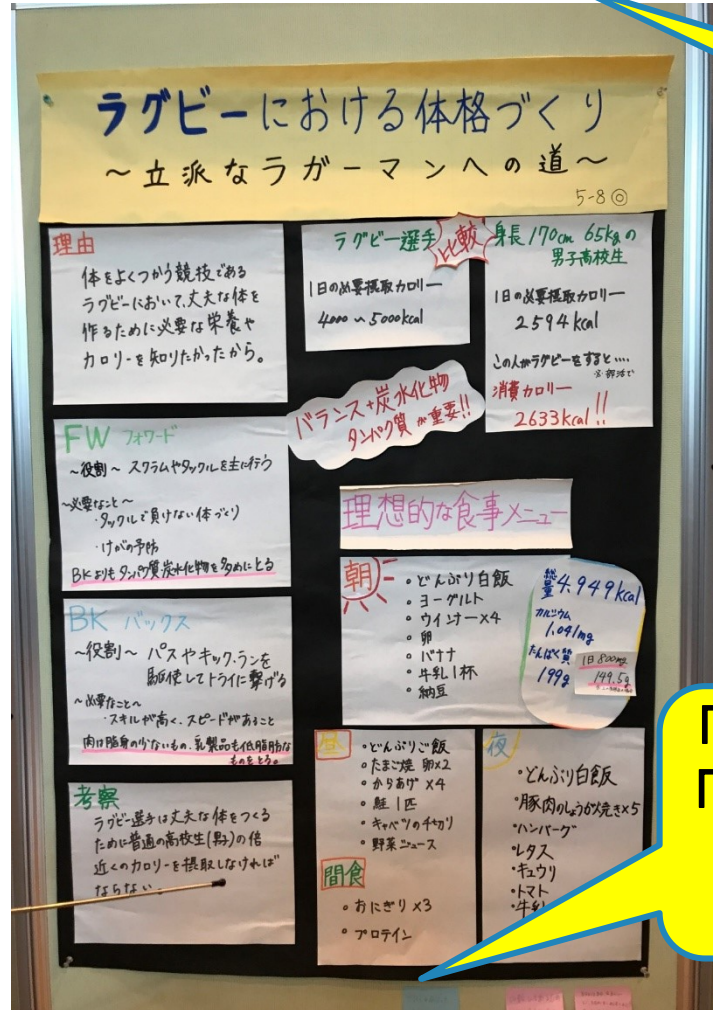 ラグビーにおける体格づくり
～立派なラガーマンへの道～
5-8◎
理由
体をよくつかう競技である
ラグビーにおいて、丈夫な体を
作るために必要な栄養や
カロリーを知りたかったから。
ラグビー選手
1日の必要摂取カロリー
4000～5000kcal
比較
身長170cm 65kgの
男子高校生
1日の必要摂取カロリー
2594kcal
この人がラグビーをすると….
部活で
消費カロリー
2633kcal!!
バランス+炭水化物
タンパク質が重要!!
FW フォワード
～役割～ スクラムやタックルを主に行う
～必要なこと～
・タックルで負けない体づくり
・けがの予防
BKよりもタンパク質炭水化物を多めにとる
BK バックス
～役割～ パスやキック、ランを
駆使してトライに繋げる
～必要なこと～
・スキルが高く、スピードがあること
肉は脂身の少ないもの、乳製品も低脂肪な
ものをとる。
考察
ラグビー選手は丈夫な体をつくる
ために普通の高校生(男)の倍
近くのカロリーを摂取しなければ
ならない。
理想的な食事メニュー
朝
・どんぶり白飯
・ヨーグルト
・ウインナー×4
・卵
・バナナ
・牛乳1杯
・納豆
総量4,949kcal
カルシウム
1,041mg
たんぱく質
199g
1日800mg
149.5g
昼
・どんぶりご飯
・たまご焼 卵×2
・からあげ ×4
・鮭 1匹
・キャベツの千切り
・野菜ジュース
間食
・おにぎり ×3
・プロテイン
夜
・どんぶり白飯
・豚肉のしょうが焼き×5
・ハンバーグ
・レタス
・キュウリ
・トマト
・牛乳
「
「